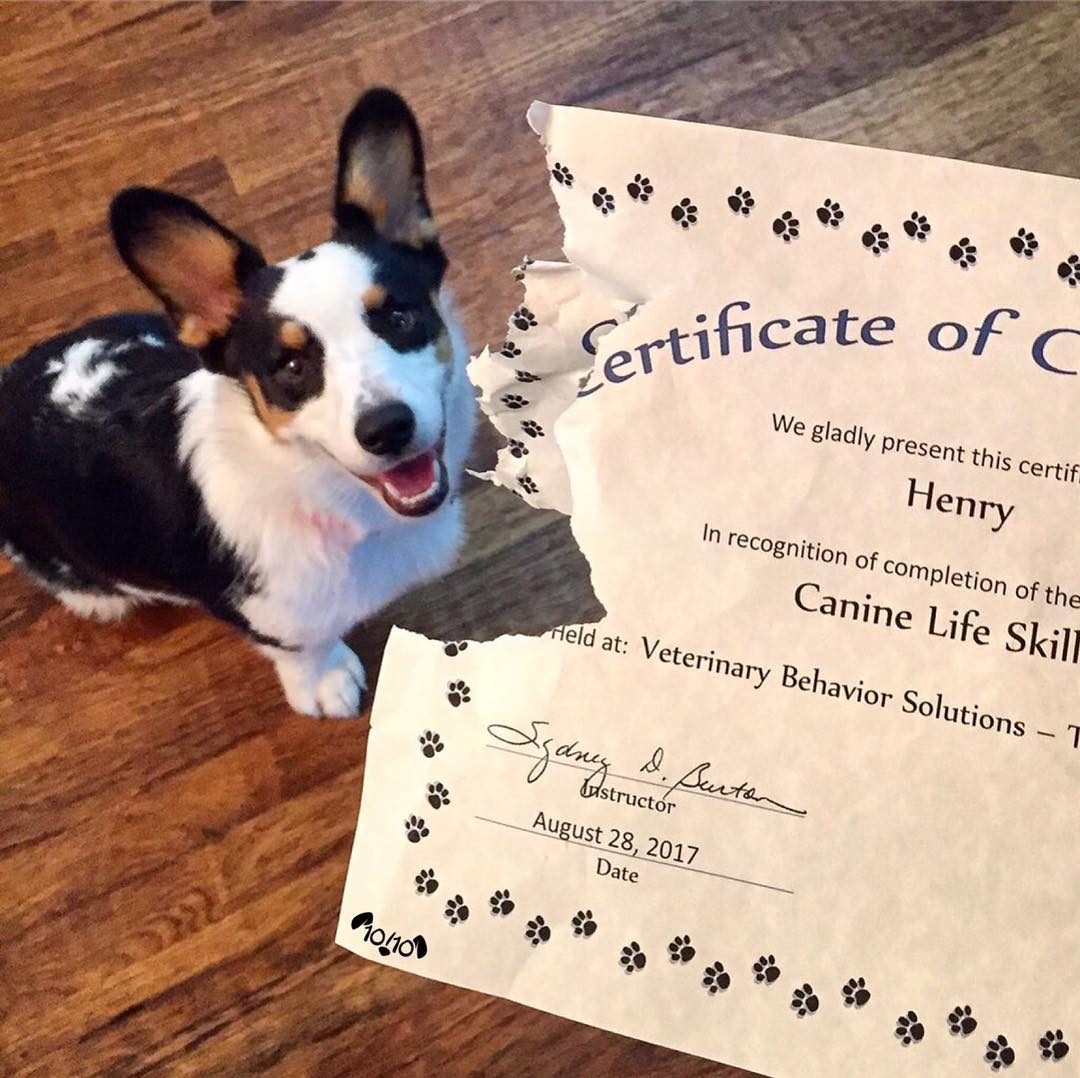 Certificate of C
We gladly present this certif
Henry
In recognition of completion of the
Canine Life Skill
Held at: Veterinary Behavior Solutions – T
Sydney D. Burton
Instructor
August 28, 2017
Date
10/10